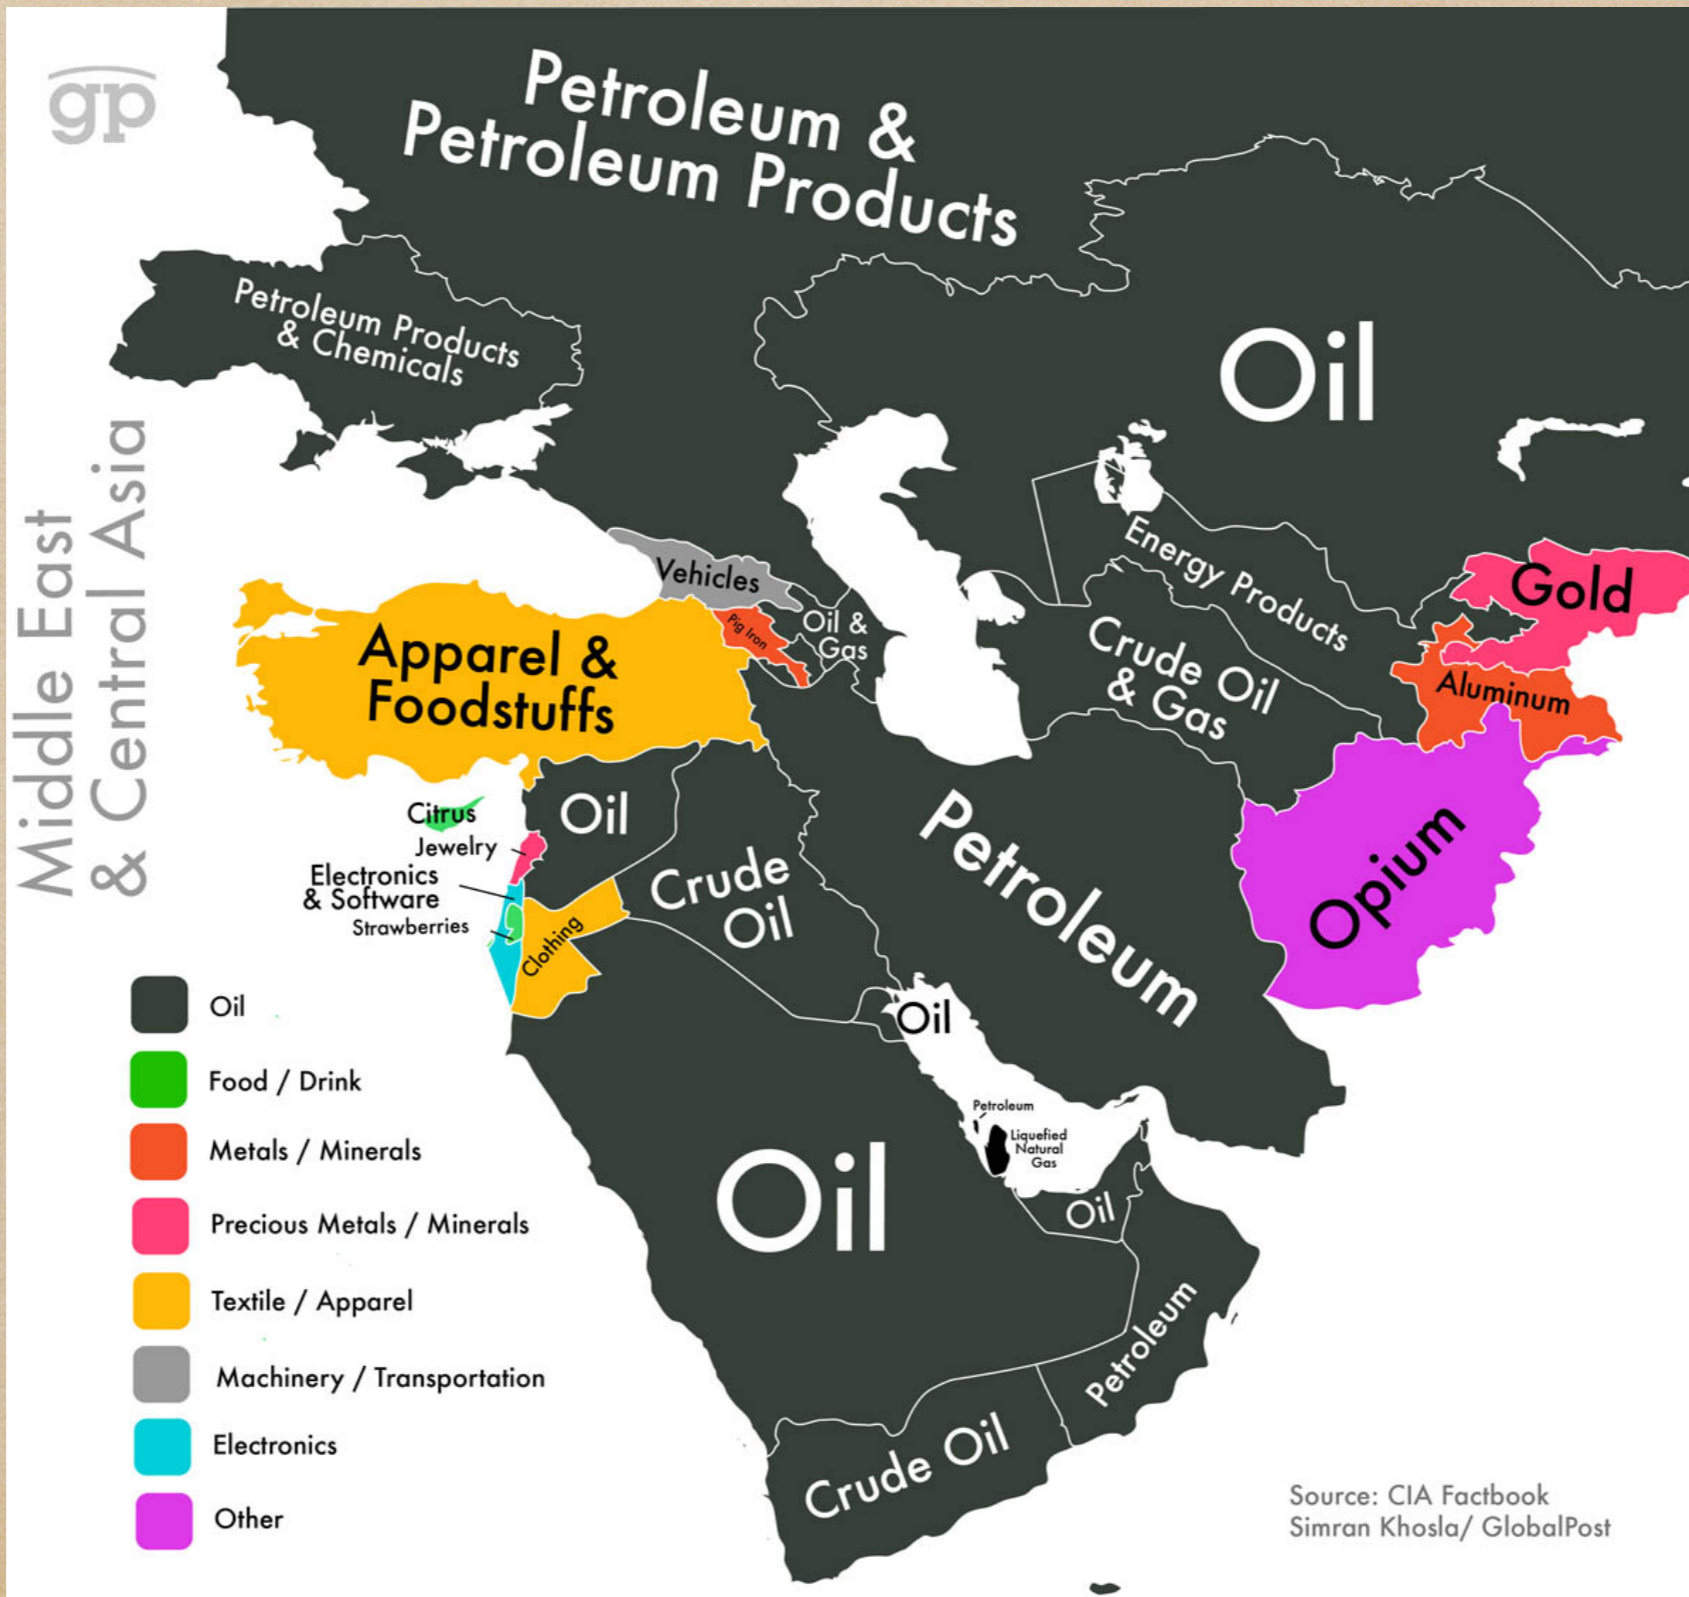 gp
Petroleum &
Petroleum Products
Petroleum Products
& Chemicals
Oil
Middle East
& Central Asia
Energy Products
Vehicles
Gold
Pig Iron
Oil &
Gas
Crude Oil
& Gas
Apparel &
Foodstuffs
Aluminum
Citrus
Oil
Jewelry
Electronics
& Software
Strawberries
Clothing
Crude
Oil
Petroleum
Opium
Oil
Petroleum
Liquefied
Natural
Gas
Oil
Oil
Petroleum
Crude Oil
Oil
Food / Drink
Metals / Minerals
Precious Metals / Minerals
Textile / Apparel
Machinery / Transportation
Electronics
Other
Source: CIA Factbook
Simran Khosla/ GlobalPost